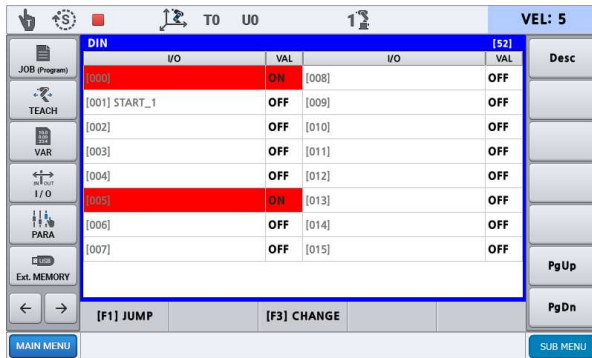 S T0 U0 1 VEL: 5
DIN [52]
I/O VAL I/O VAL
[000] ON [008] OFF
[001] START_1 OFF [009] OFF
[002] OFF [010] OFF
[003] OFF [011] OFF
[004] OFF [012] OFF
[005] ON [013] OFF
[006] OFF [014] OFF
[007] OFF [015] OFF
[F1] JUMP [F3] CHANGE
JOB (Program)
TEACH
VAR
IN OUT
I/O
PARA
USB
Ext. MEMORY
← →
MAIN MENU
Desc
PgUp
PgDn
SUB MENU